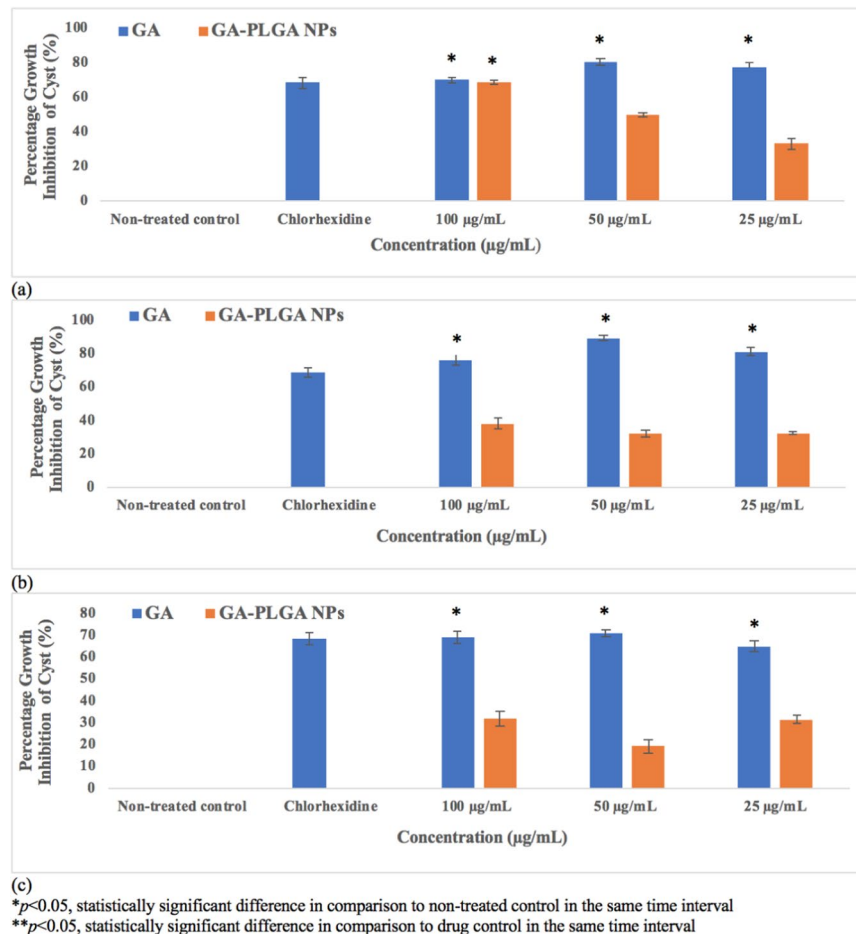 GA GA-PLGA NPs
Percentage Growth
Inhibition of Cyst (%)
100
80
60
40
20
0
* * * *
Non-treated control Chlorhexidine 100 µg/mL 50 µg/mL 25 µg/mL
Concentration (µg/mL)
(a)
GA GA-PLGA NPs
Percentage Growth
Inhibition of Cyst (%)
100
80
60
40
20
0
* * *
Non-treated control Chlorhexidine 100 µg/mL 50 µg/mL 25 µg/mL
Concentration (µg/mL)
(b)
GA GA-PLGA NPs
Percentage Growth
Inhibition of Cyst (%)
80
70
60
50
40
30
20
10
0
* * *
Non-treated control Chlorhexidine 100 µg/mL 50 µg/mL 25 µg/mL
Concentration (µg/mL)
(c)
*p<0.05, statistically significant difference in comparison to non-treated control in the same time interval
**p<0.05, statistically significant difference in comparison to drug control in the same time interval